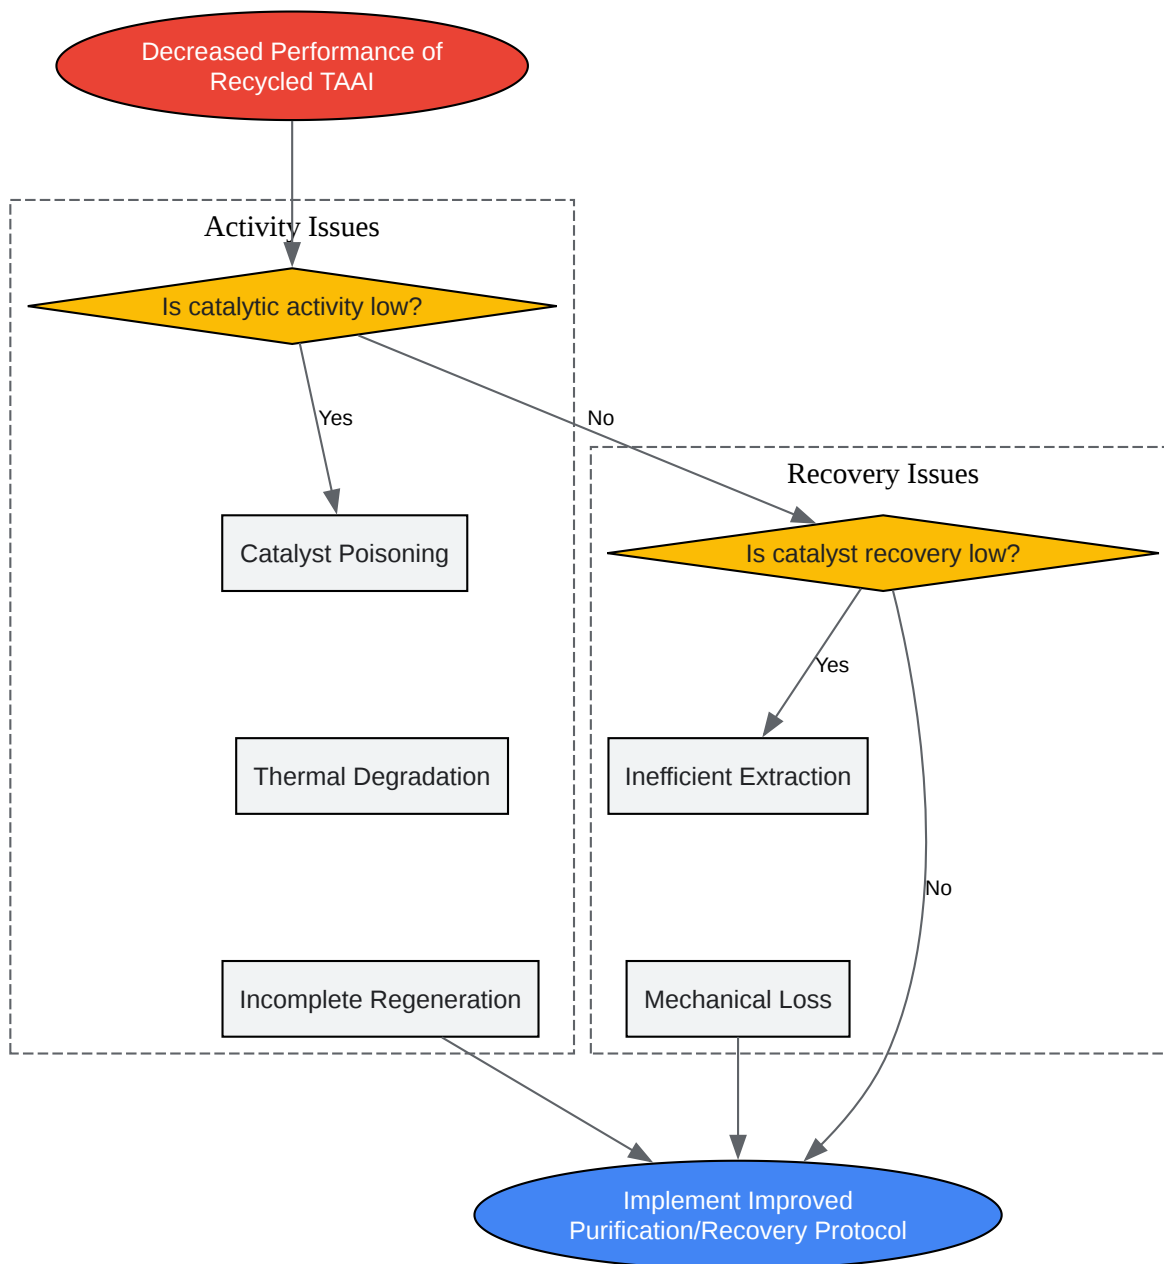 Decreased Performance of
Recycled TAAI
Activity Issues
Is catalytic activity low?
Yes
No
Recovery Issues
Catalyst Poisoning
Is catalyst recovery low?
Yes
Thermal Degradation
Inefficient Extraction
No
Incomplete Regeneration
Mechanical Loss
Implement Improved
Purification/Recovery Protocol